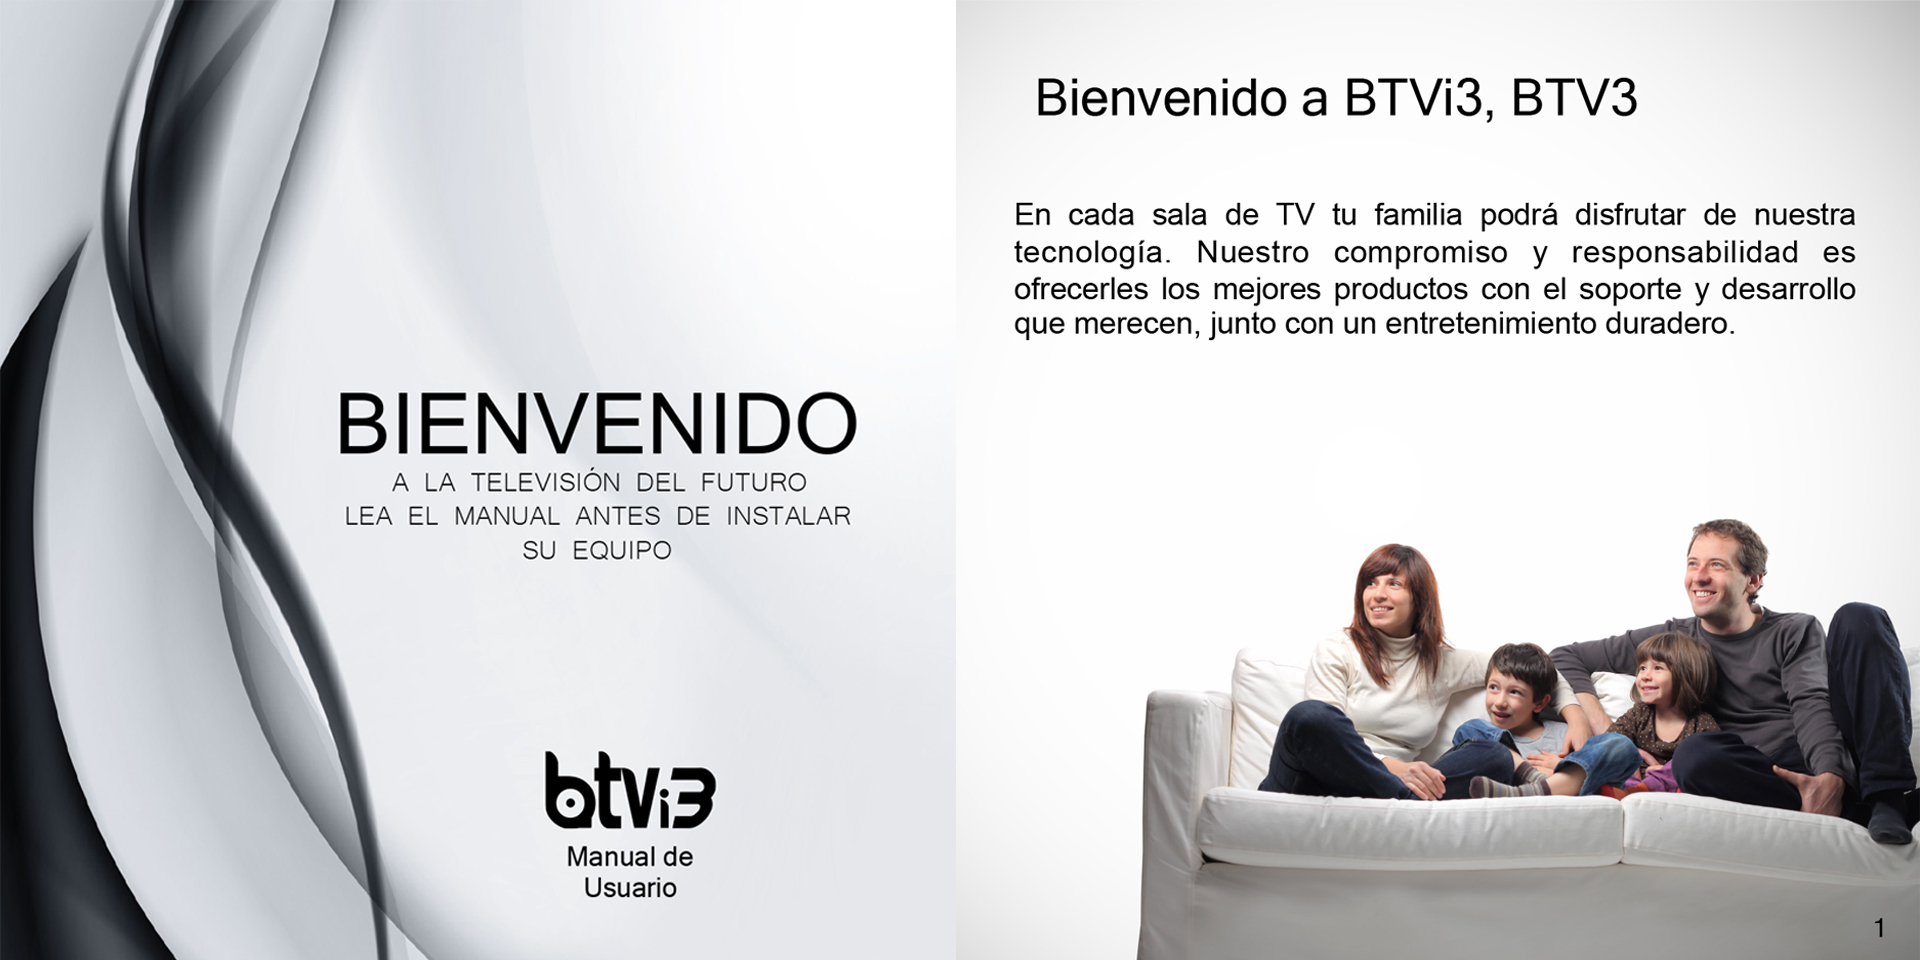 BIENVENIDO
A LA TELEVISIÓN DEL FUTURO
LEA EL MANUAL ANTES DE INSTALAR
SU EQUIPO
btvi3
Manual de
Usuario
Bienvenido a BTVi3, BTV3
En cada sala de TV tu familia podrá disfrutar de nuestra
tecnología. Nuestro compromiso y responsabilidad es
ofrecerles los mejores productos con el soporte y desarrollo
que merecen, junto con un entretenimiento duradero.
1